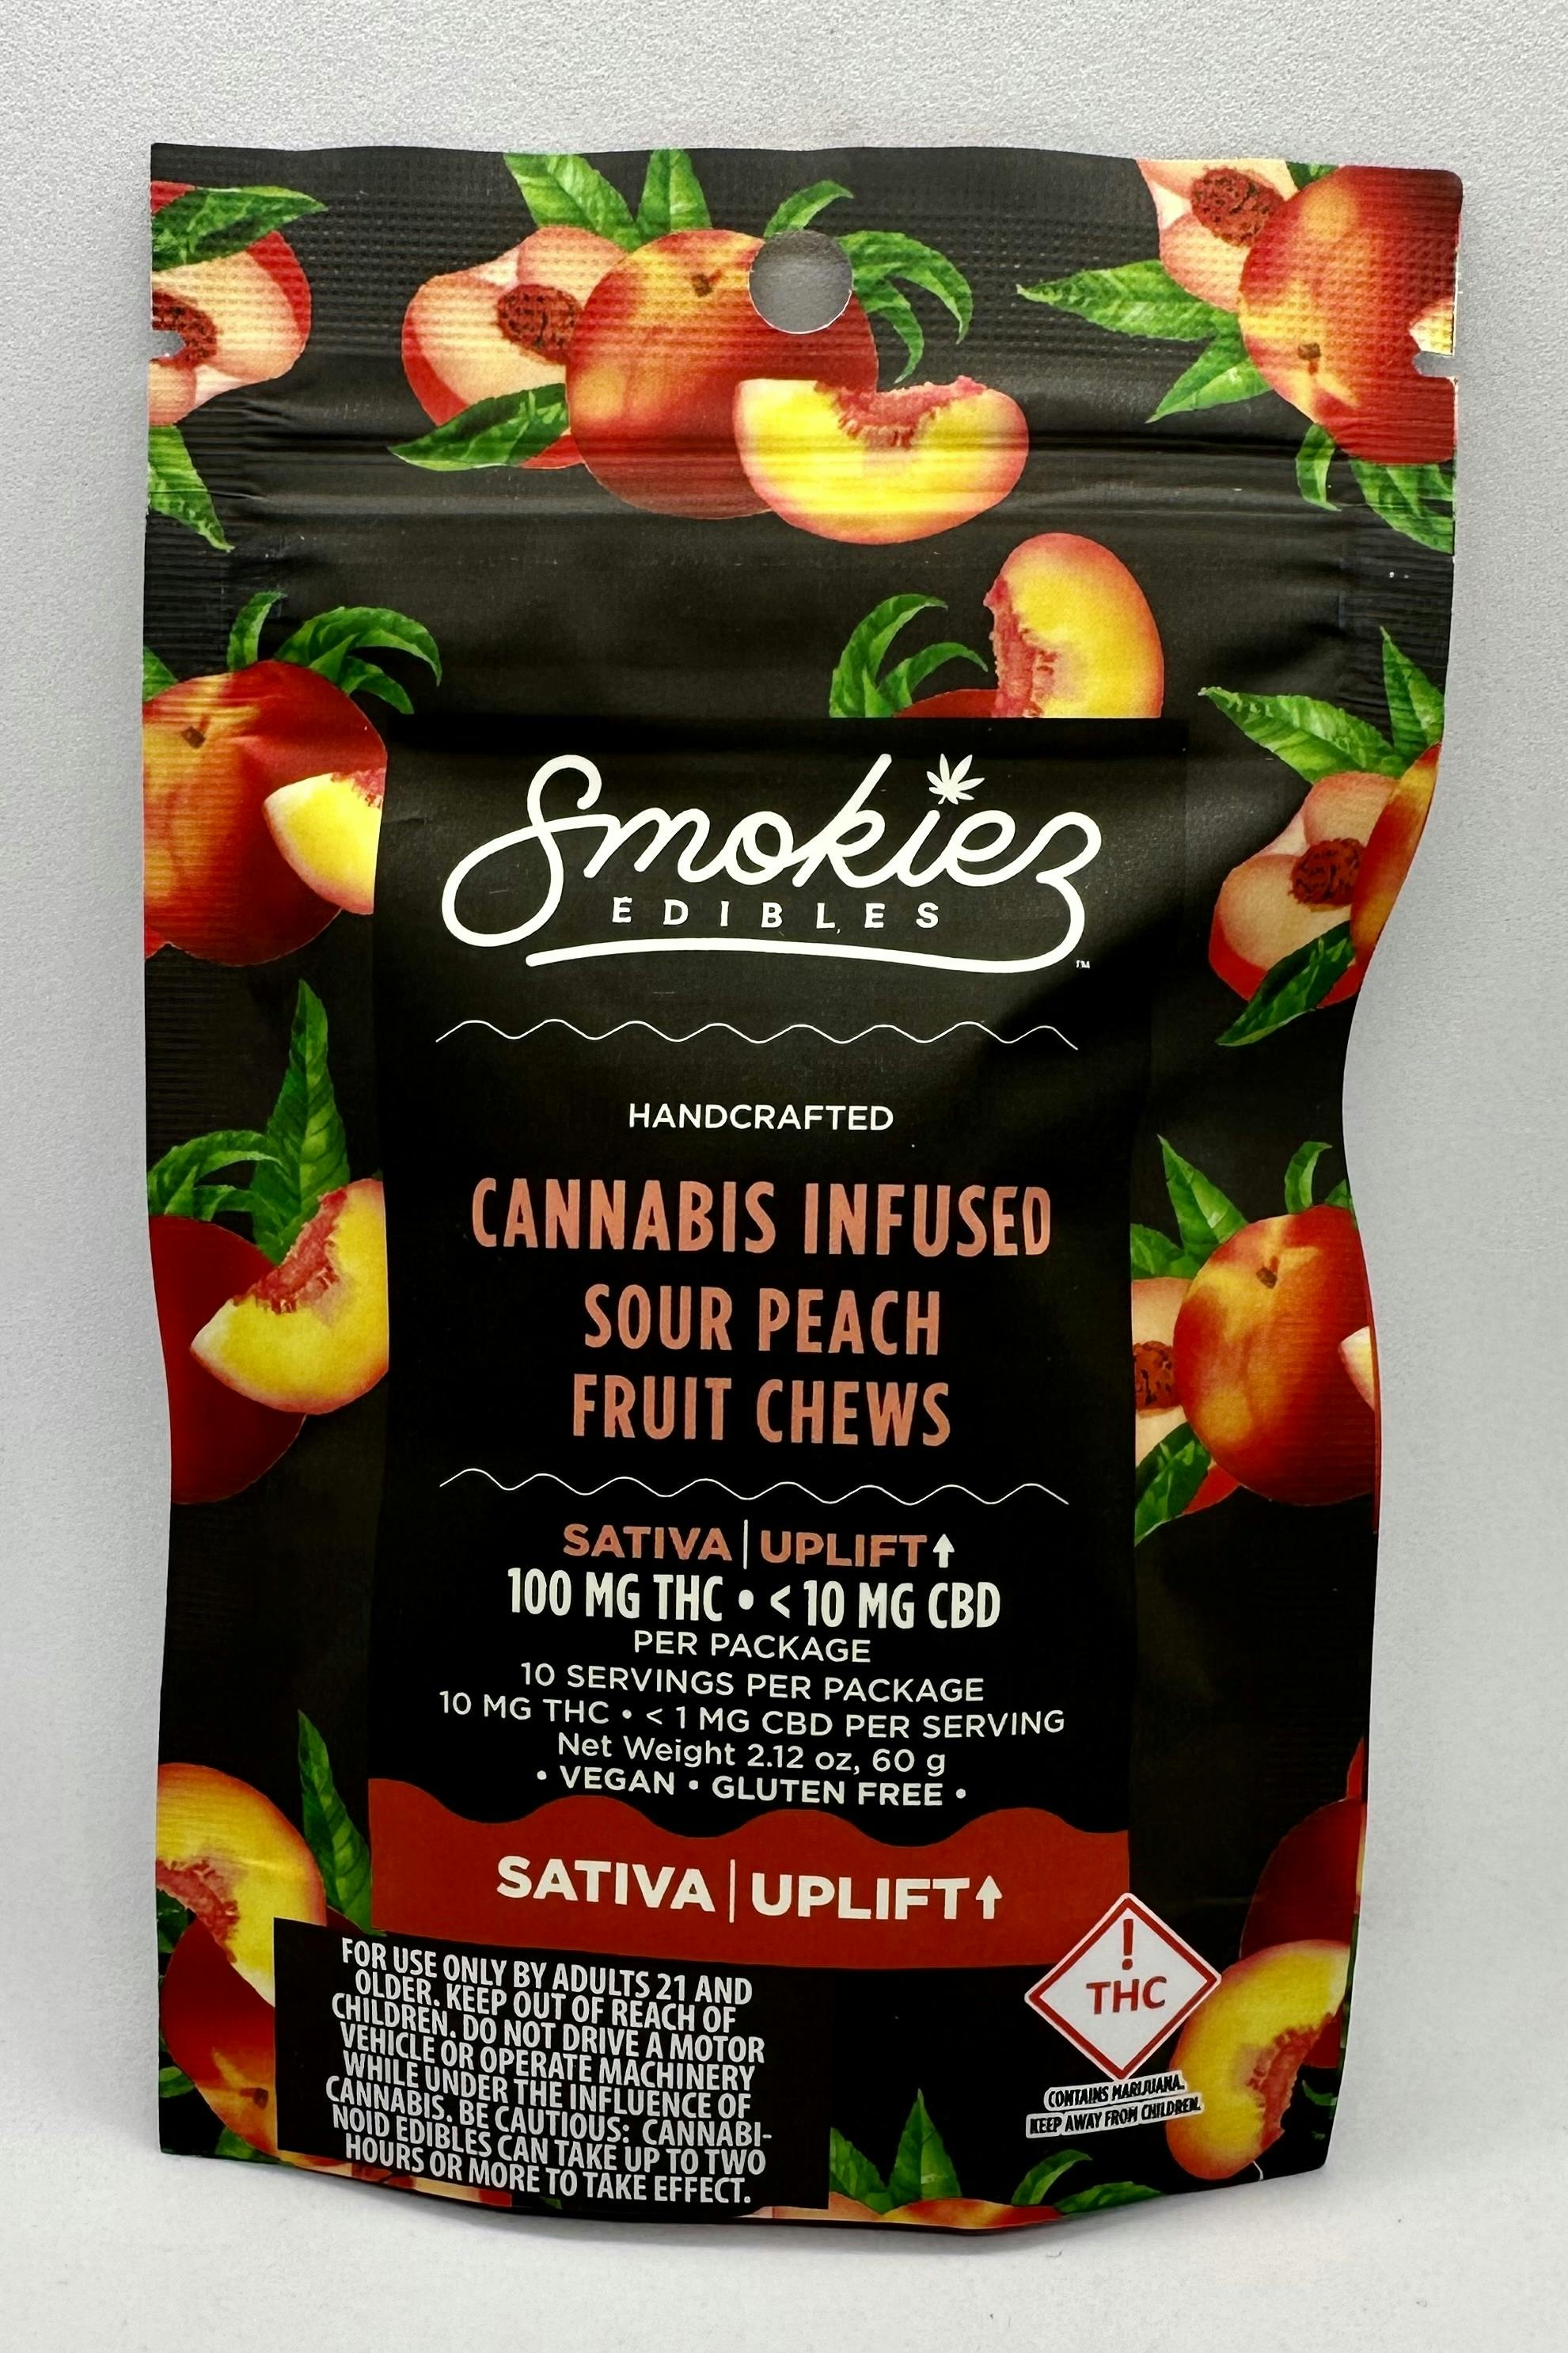 Smokiez
EDIBLES
™
HANDCRAFTED
CANNABIS INFUSED
SOUR PEACH
FRUIT CHEWS
SATIVA | UPLIFT↑
100 MG THC • < 10 MG CBD
PER PACKAGE
10 SERVINGS PER PACKAGE
10 MG THC • < 1 MG CBD PER SERVING
Net Weight 2.12 oz, 60 g
• VEGAN • GLUTEN FREE •
SATIVA | UPLIFT↑
FOR USE ONLY BY ADULTS 21 AND
OLDER. KEEP OUT OF REACH OF
CHILDREN. DO NOT DRIVE A MOTOR
VEHICLE OR OPERATE MACHINERY
WHILE UNDER THE INFLUENCE OF
CANNABIS. BE CAUTIOUS: CANNABI-
NOID EDIBLES CAN TAKE UP TO TWO
HOURS OR MORE TO TAKE EFFECT.
!
THC
CONTAINS MARIJUANA.
KEEP AWAY FROM CHILDREN.